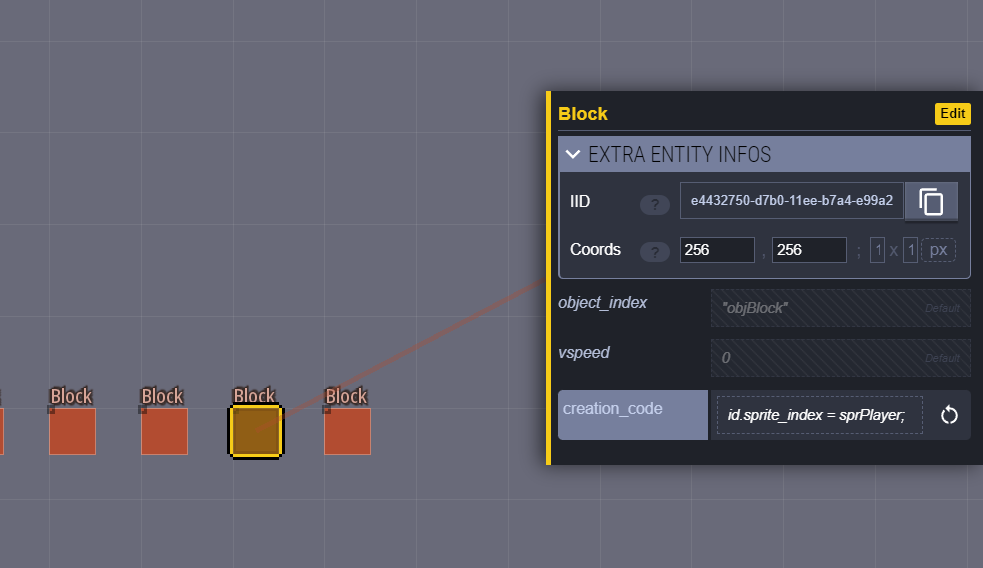 Block
Edit
EXTRA ENTITY INFOS
IID ? e4432750-d7b0-11ee-b7a4-e99a2
Coords ? 256 , 256 ; 1 x 1 px
object_index "objBlock" Default
vspeed 0 Default
creation_code id.sprite_index = sprPlayer;
Block Block Block Block